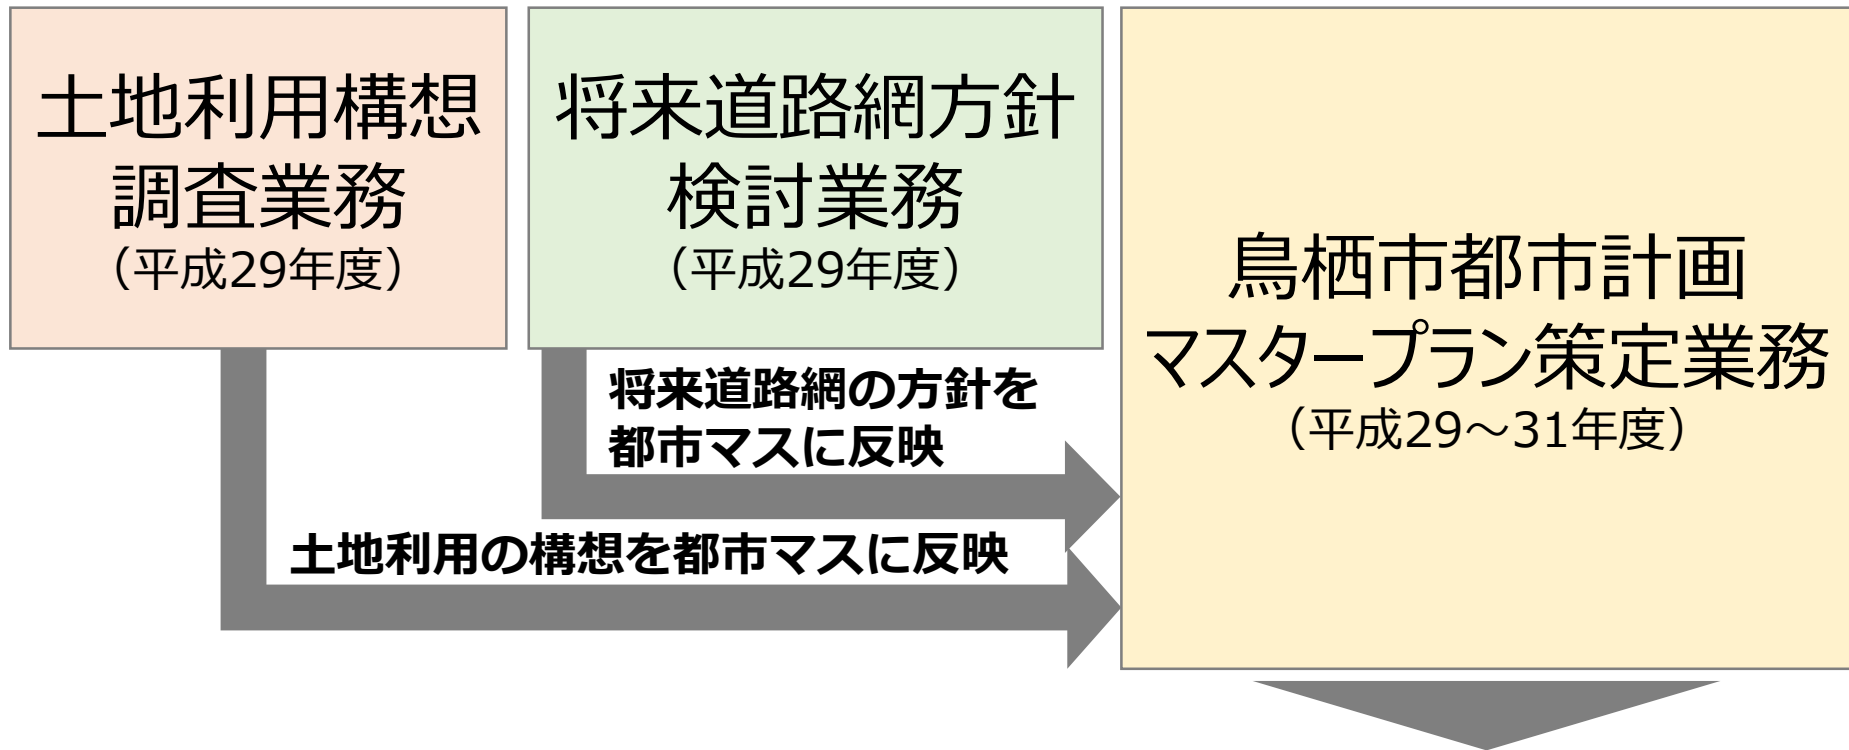 土地利用構想
調査業務
（平成29年度）
将来道路網方針
検討業務
（平成29年度）
鳥栖市都市計画
マスタープラン策定業務
（平成29～31年度）
将来道路網の方針を
都市マスに反映
土地利用の構想を都市マスに反映